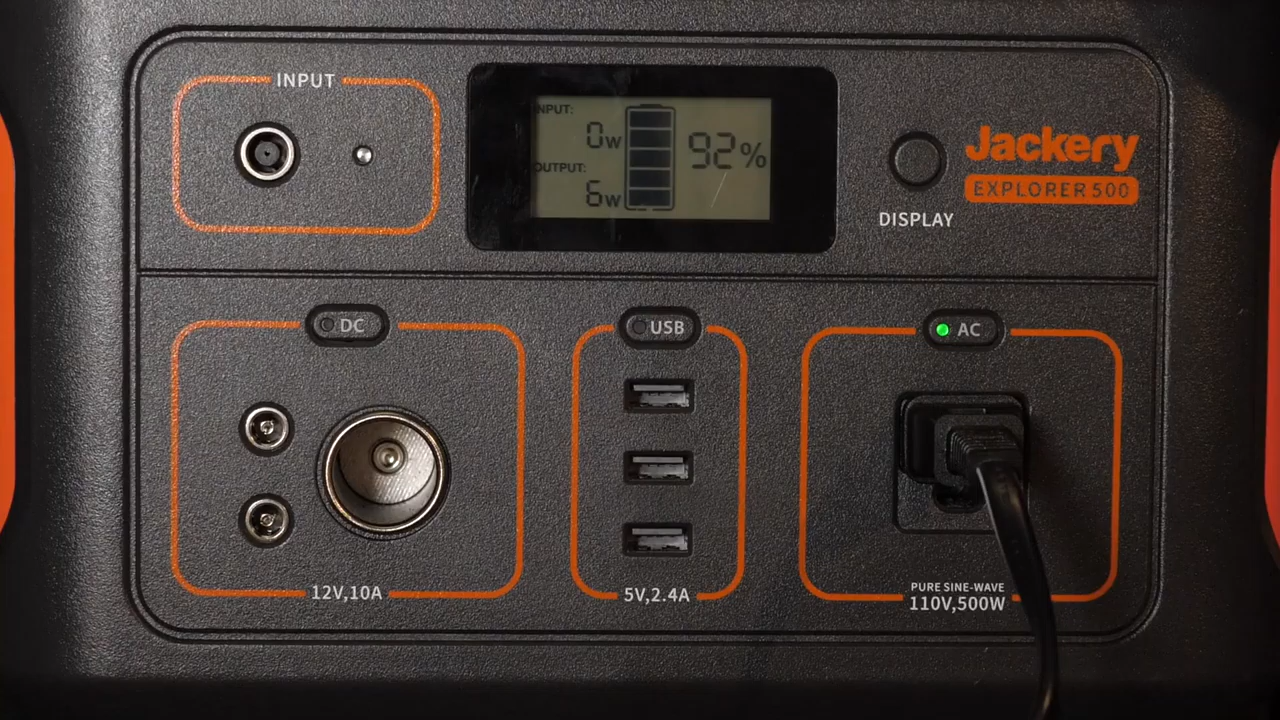 INPUT
INPUT:
0w
OUTPUT:
6w
92%
DISPLAY
Jackery
EXPLORER 500
DC
USB
AC
12V,10A
5V,2.4A
PURE SINE-WAVE
110V,500W